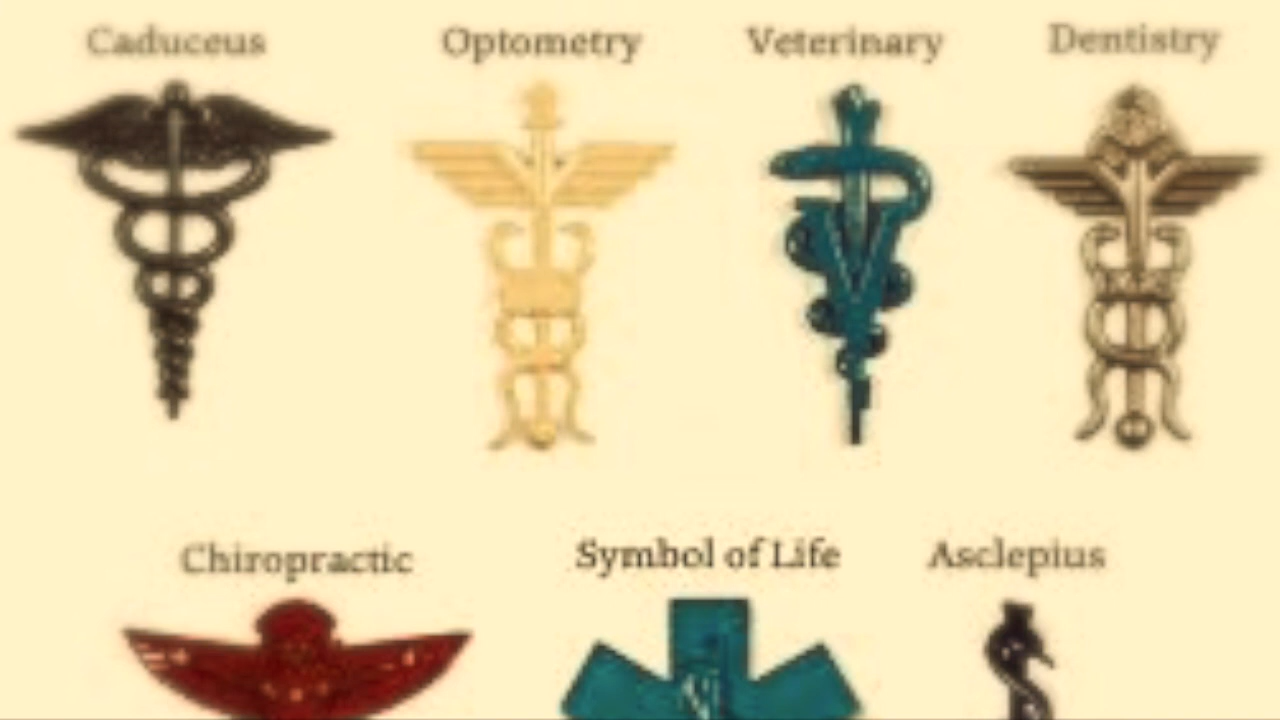 Caduceus
Optometry
Veterinary
Dentistry
V
Chiropractic
Symbol of Life
Asclepius